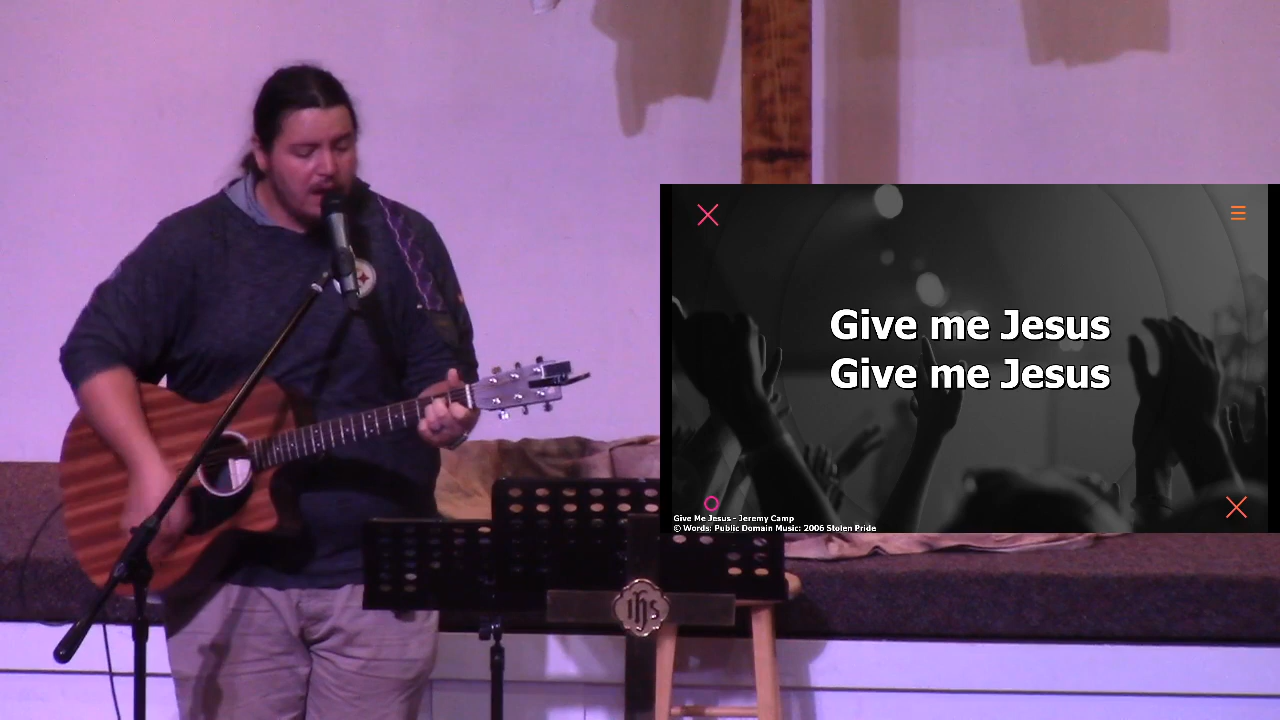 Give me Jesus
Give me Jesus
Give Me Jesus - Jeremy Camp
© Words: Public Domain Music: 2006 Stolen Pride
ihs